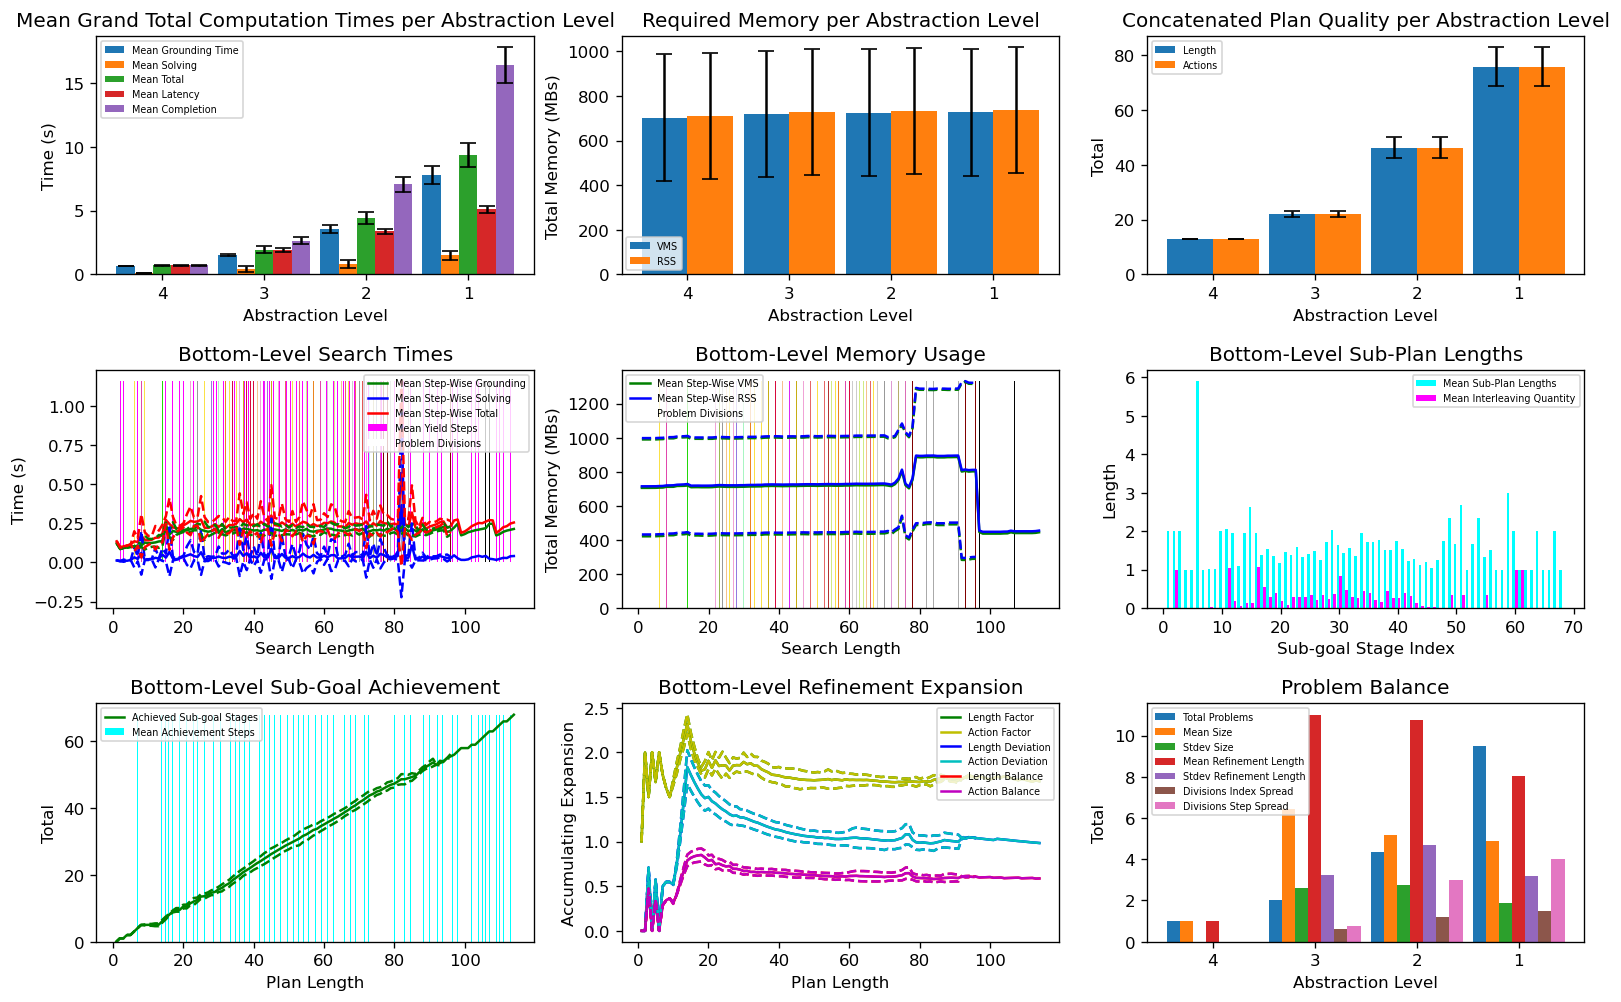 Mean Grand Total Computation Times per Abstraction Level
Mean Grounding Time
Mean Solving
Mean Total
Mean Latency
Mean Completion
Time (s)
15
10
5
0
4 3 2 1
Abstraction Level
Required Memory per Abstraction Level
VMS
RSS
Total Memory (MBs)
1000
800
600
400
200
0
4 3 2 1
Abstraction Level
Concatenated Plan Quality per Abstraction Level
Length
Actions
Total
80
60
40
20
0
4 3 2 1
Abstraction Level
Bottom-Level Search Times
Mean Step-Wise Grounding
Mean Step-Wise Solving
Mean Step-Wise Total
Mean Yield Steps
Problem Divisions
Time (s)
1.00
0.75
0.50
0.25
0.00
−0.25
0 20 40 60 80 100
Search Length
Bottom-Level Memory Usage
Mean Step-Wise VMS
Mean Step-Wise RSS
Problem Divisions
Total Memory (MBs)
1200
1000
800
600
400
200
0
0 20 40 60 80 100
Search Length
Bottom-Level Sub-Plan Lengths
Mean Sub-Plan Lengths
Mean Interleaving Quantity
Length
6
5
4
3
2
1
0
0 10 20 30 40 50 60 70
Sub-goal Stage Index
Bottom-Level Sub-Goal Achievement
Achieved Sub-goal Stages
Mean Achievement Steps
Total
60
40
20
0
0 20 40 60 80 100
Plan Length
Bottom-Level Refinement Expansion
Length Factor
Action Factor
Length Deviation
Action Deviation
Length Balance
Action Balance
Accumulating Expansion
2.5
2.0
1.5
1.0
0.5
0.0
0 20 40 60 80 100
Plan Length
Problem Balance
Total Problems
Mean Size
Stdev Size
Mean Refinement Length
Stdev Refinement Length
Divisions Index Spread
Divisions Step Spread
Total
10
8
6
4
2
0
4 3 2 1
Abstraction Level